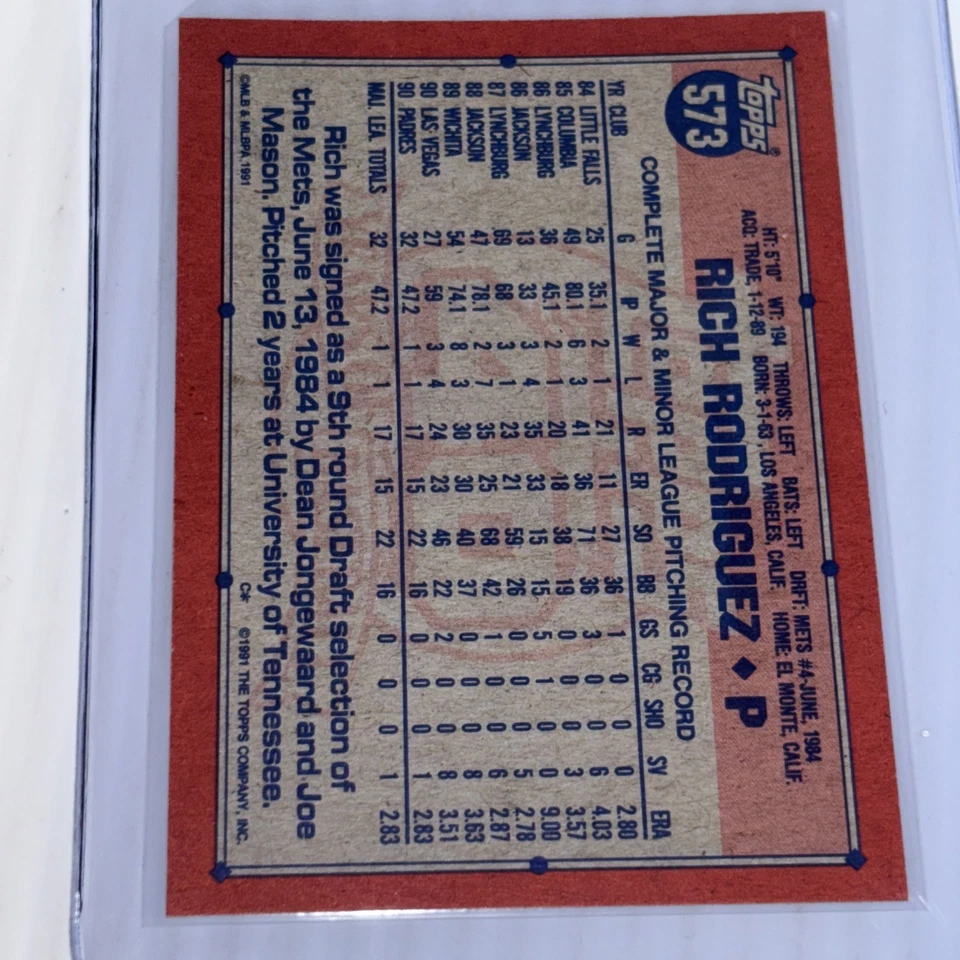 topps®
573
HT: 5'10" WT: 194 THROWS: LEFT BATS: LEFT DRFT: METS #4-JUNE, 1984
ACQ: TRADE, 1-12-89 BORN: 3-1-63, LOS ANGELES, CALIF. HOME: EL MONTE, CALIF.
RICH RODRIGUEZ ♦ P
COMPLETE MAJOR & MINOR LEAGUE PITCHING RECORD
YR CLUB G IP W L R ER SO BB GS CG SHO SV ERA
84 LITTLE FALLS 25 35.1 2 1 21 11 27 36 1 0 0 0 2.80
85 COLUMBIA 49 80.1 6 3 41 36 71 36 3 0 0 6 4.03
86 LYNCHBURG 36 45.1 2 1 20 18 38 19 0 0 0 3 3.57
86 JACKSON 13 33 3 4 35 33 15 15 5 1 0 0 9.00
87 LYNCHBURG 69 68 3 1 23 21 59 26 0 0 0 5 2.78
88 JACKSON 47 78.1 2 7 35 25 68 42 1 0 0 6 2.87
89 WICHITA 54 74.1 8 3 30 30 40 37 0 0 0 8 3.63
90 LAS VEGAS 27 59 3 4 24 23 46 22 2 0 0 8 3.51
90 PADRES 32 47.2 1 1 17 15 22 16 0 0 0 1 2.83
MAJ. LEA. TOTALS 32 47.2 1 1 17 15 22 16 0 0 0 1 2.83
Rich was signed as a 9th round Draft selection of
the Mets, June 13, 1984 by Dean Jongewaard and Joe
Mason. Pitched 2 years at University of Tennessee.
©MLB & MLBPA 1991 C* ©1991 THE TOPPS COMPANY, INC.